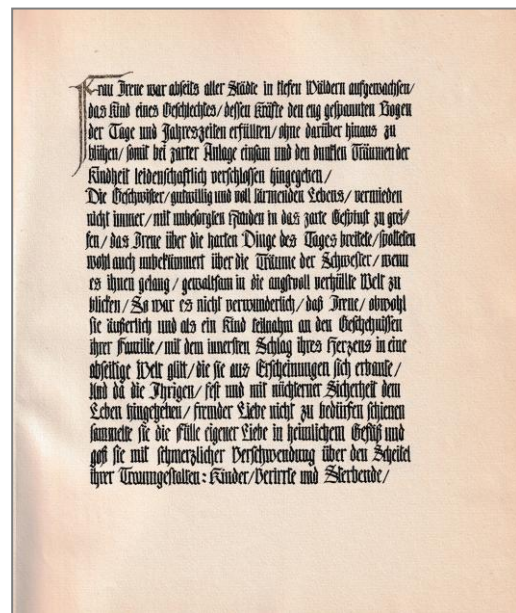 Frau Irene war abseits aller Städte in tiefen Wäldern aufgewachsen/
das Kind eines Geschlechtes/dessen Kräfte den eng gespannten Bogen
der Tage und Jahreszeiten erfüllten/ohne darüber hinaus zu
blühen/somit bei zarter Anlage einsam und den dunklen Träumen der
Kindheit leidenschaftlich verschlossen hingegeben/
Die Geschwister/gutwillig und voll lärmenden Lebens/vermieden
nicht immer/mit unbesorgten Händen in das zarte Gespinst zu grei/
fen/das Irene über die harten Dinge des Tages breitete/spotteten
wohl auch unbekümmert über die Träume der Schwester/wenn
es ihnen gelang/gewaltsam in die angstvoll verhüllte Welt zu
blicken/So war es nicht verwunderlich/daß Irene/obwohl
sie äußerlich und als ein Kind teilnahm an den Geschehnissen
ihrer Familie/mit dem innersten Schlag ihres Herzens in eine
abseitige Welt glitt/die sie aus Erscheinungen sich erbaute/
Und da die Ihrigen/fest und mit nüchterner Sicherheit dem
Leben hingegeben/fremder Liebe nicht zu bedürfen schienen
sammelte sie die Fülle eigener Liebe in heimlichem Gefäß und
goß sie mit schmerzlicher Verschwendung über den Scheitel
ihrer Traumgestalten: Kinder/Verirrte und Sterbende/